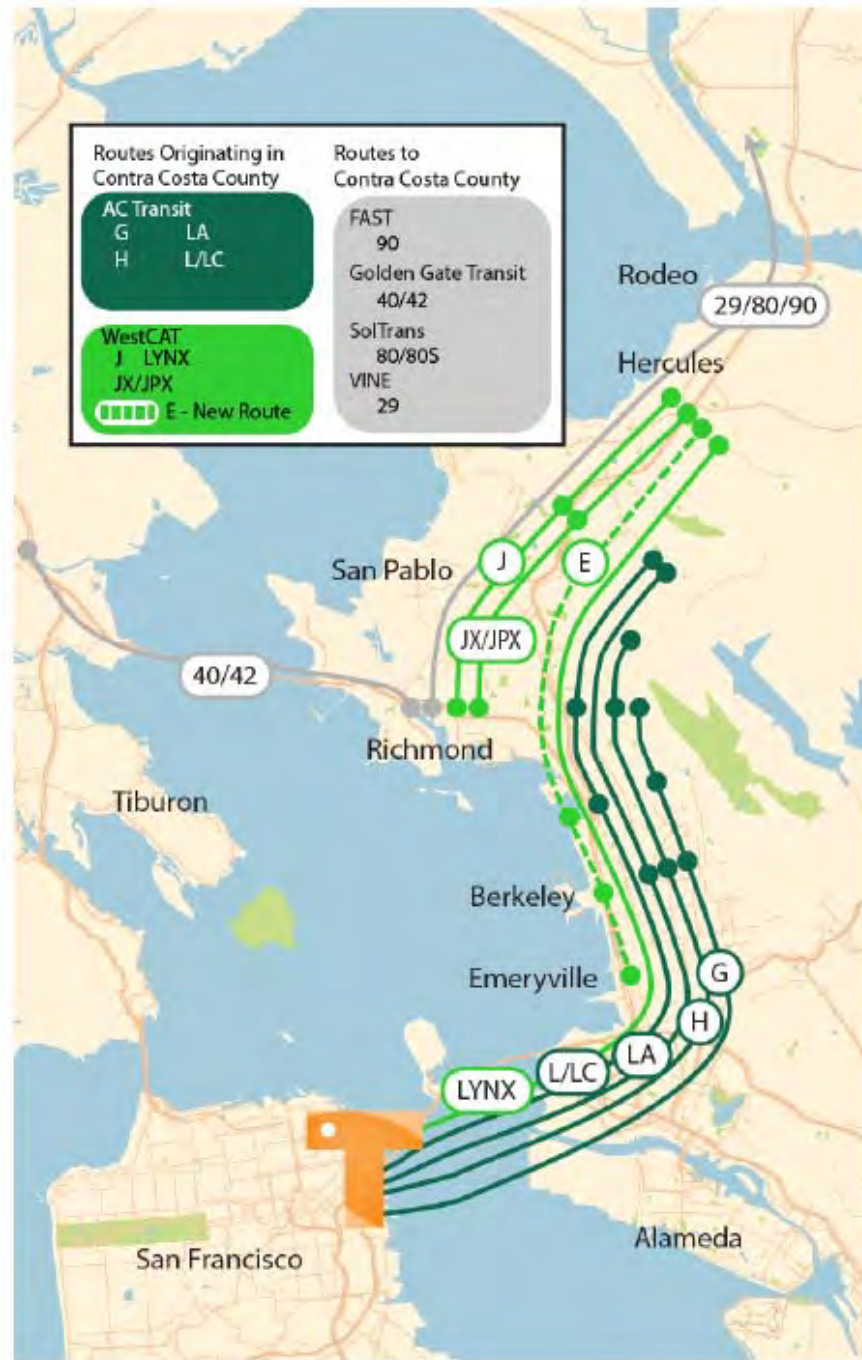 Routes Originating in
Contra Costa County
AC Transit
G LA
H L/LC
WestCAT
J LYNX
JX/JPX
E - New Route
Routes to
Contra Costa County
FAST
90
Golden Gate Transit
40/42
SolTrans
80/80S
VINE
29
Rodeo
29/80/90
Hercules
San Pablo
J
E
JX/JPX
40/42
Richmond
Tiburon
Berkeley
Emeryville
G
H
LA
L/LC
LYNX
San Francisco
Alameda